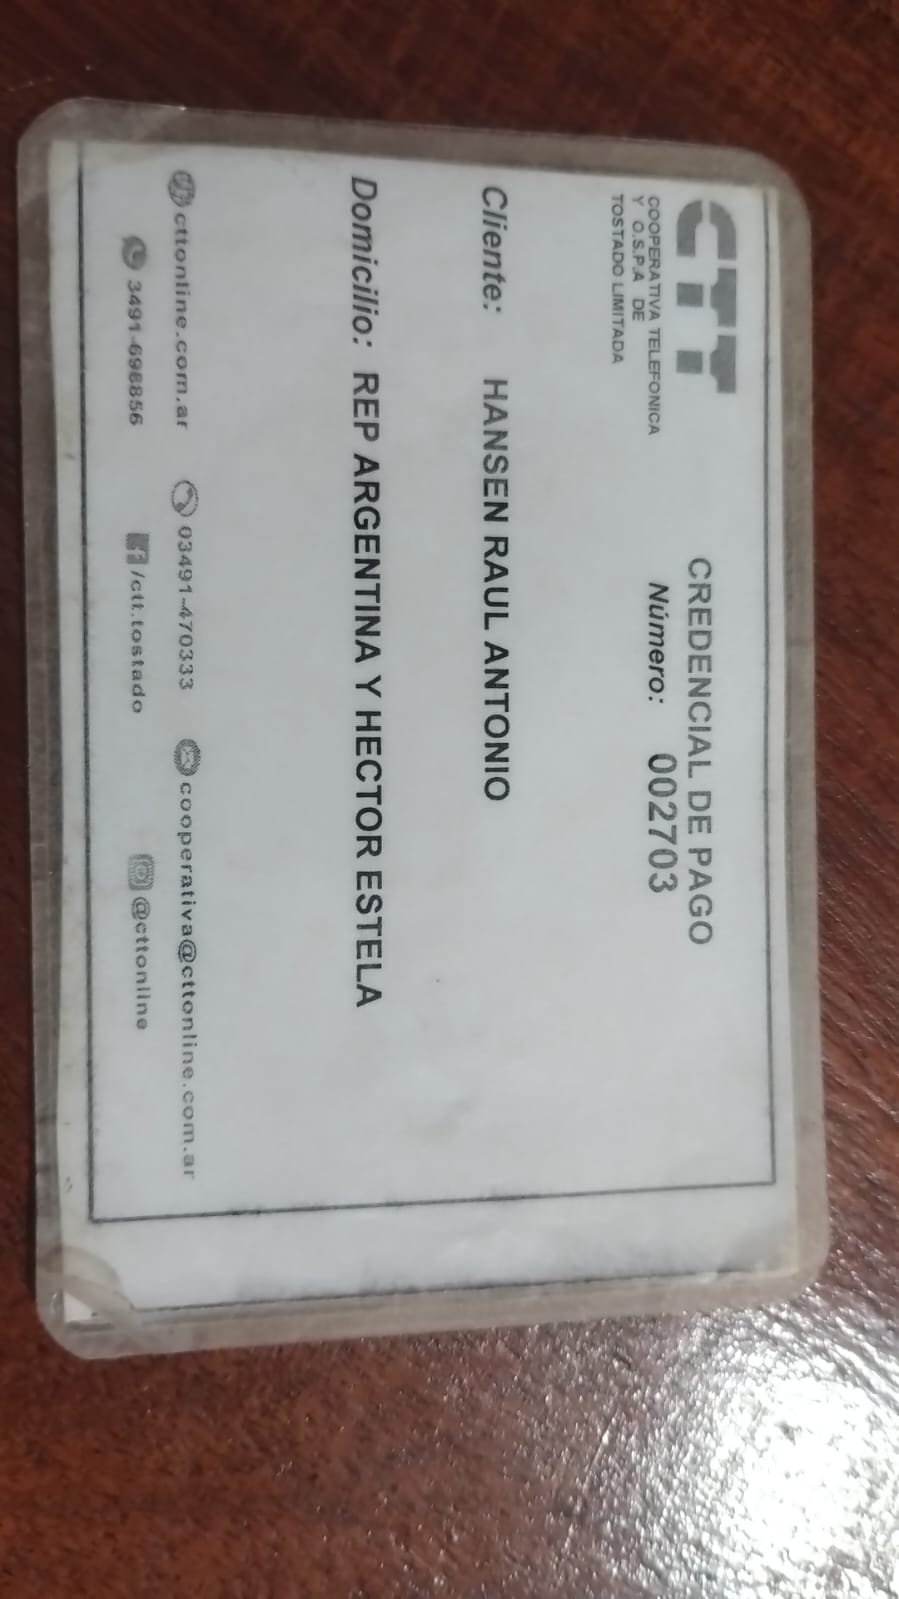 CTT
COOPERATIVA TELEFONICA
Y O.S.P.A DE
TOSTADO LIMITADA
CREDENCIAL DE PAGO
Número: 002703
Cliente: HANSEN RAUL ANTONIO
Domicilio: REP ARGENTINA Y HECTOR ESTELA
cttonline.com.ar 03491-470333 cooperativa@cttonline.com.ar
3491-698856 /ctt.tostado @cttonline